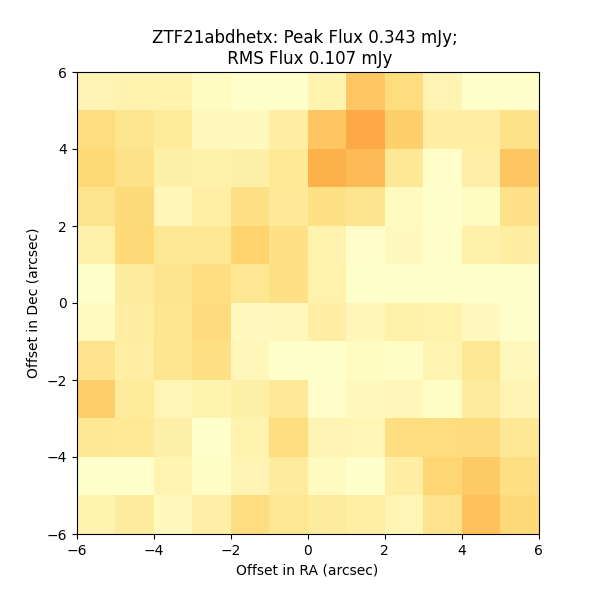 ZTF21abdhetx: Peak Flux 0.343 mJy;
RMS Flux 0.107 mJy
6
4
2
0
−2
−4
−6
Offset in Dec (arcsec)
−6 −4 −2 0 2 4 6
Offset in RA (arcsec)